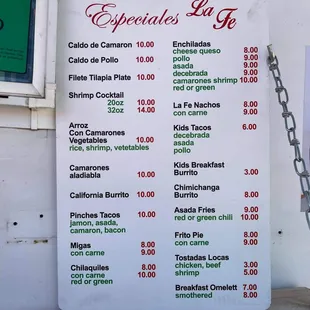 Especiales La Fe
Caldo de Camaron 10.00
Caldo de Pollo 10.00
Filete Tilapia Plate 10.00
Shrimp Cocktail
20oz 10.00
32oz 14.00
Arroz
Con Camarones
Vegetables 10.00
rice, shrimp, vetetables
Camarones
aladiabla 10.00
California Burrito 10.00
Pinches Tacos 10.00
jamon, asada,
camaron, bacon
Migas 8.00
con carne 9.00
Chilaquiles 8.00
con carne 10.00
red or green
Enchiladas
cheese queso 8.00
pollo 9.00
asada 9.00
decebrada 9.00
camarones shrimp 10.00
red or green
La Fe Nachos 8.00
con carne 9.00
Kids Tacos 6.00
decebrada
asada
pollo
Kids Breakfast
Burrito 3.00
Chimichanga
Burrito 8.00
Asada Fries 9.00
red or green chili 10.00
Frito Pie 8.00
con carne 9.00
Tostadas Locas
chicken, beef 3.00
shrimp 5.00
Breakfast Omelett 7.00
smothered 8.00